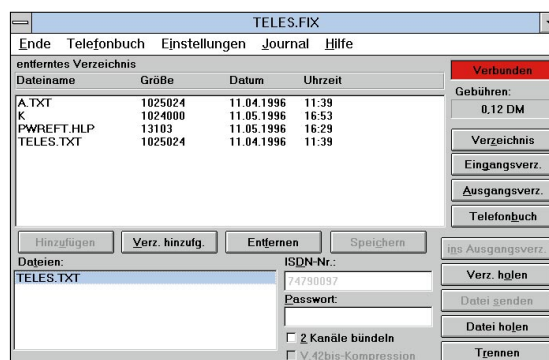 TELES.FIX
Ende Telefonbuch Einstellungen Journal Hilfe
entferntes Verzeichnis
Dateiname Größe Datum Uhrzeit
A.TXT 1025024 11.04.1996 11:39
K 1024000 11.05.1996 16:53
PWREFT.HLP 13103 11.05.1996 16:29
TELES.TXT 1025024 11.04.1996 11:39
Verbunden
Gebühren:
0,12 DM
Verzeichnis
Eingangsverz.
Ausgangsverz.
Telefonbuch
Hinzufügen Verz. hinzufg. Entfernen Speichern
ins Ausgangsverz.
Dateien:
TELES.TXT
ISDN-Nr.:
74790097
Passwort:
2 Kanäle bündeln
V.42bis-Kompression
Verz. holen
Datei senden
Datei holen
Trennen